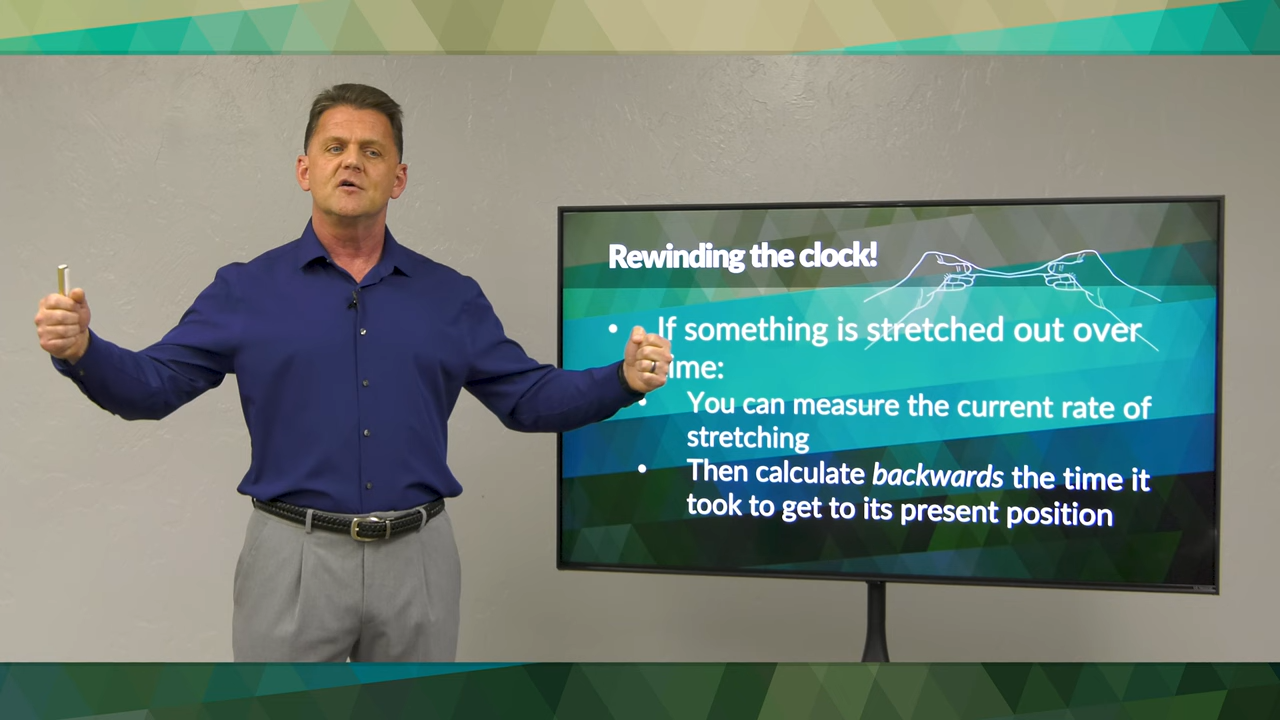 Rewinding the clock!
• If something is stretched out over
ime:
• You can measure the current rate of
stretching
• Then calculate backwards the time it
took to get to its present position